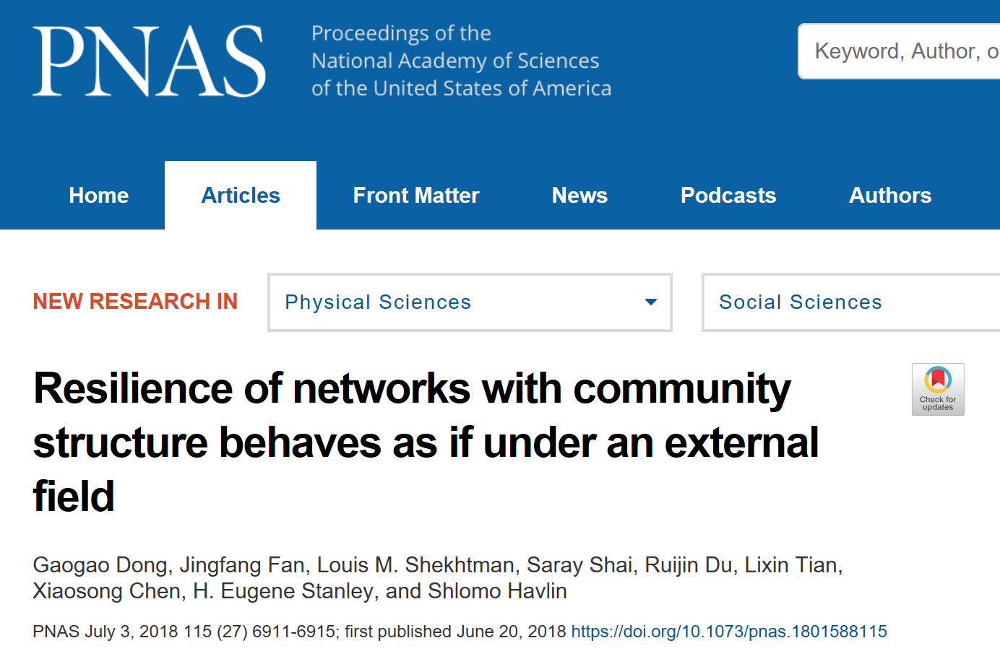 PNAS
Proceedings of the
National Academy of Sciences
of the United States of America
Keyword, Author, o
Home Articles Front Matter News Podcasts Authors
NEW RESEARCH IN Physical Sciences Social Sciences
Resilience of networks with community
structure behaves as if under an external
field
Check for
updates
Gaogao Dong, Jingfang Fan, Louis M. Shekhtman, Saray Shai, Ruijin Du, Lixin Tian,
Xiaosong Chen, H. Eugene Stanley, and Shlomo Havlin
PNAS July 3, 2018 115 (27) 6911-6915; first published June 20, 2018 https://doi.org/10.1073/pnas.1801588115